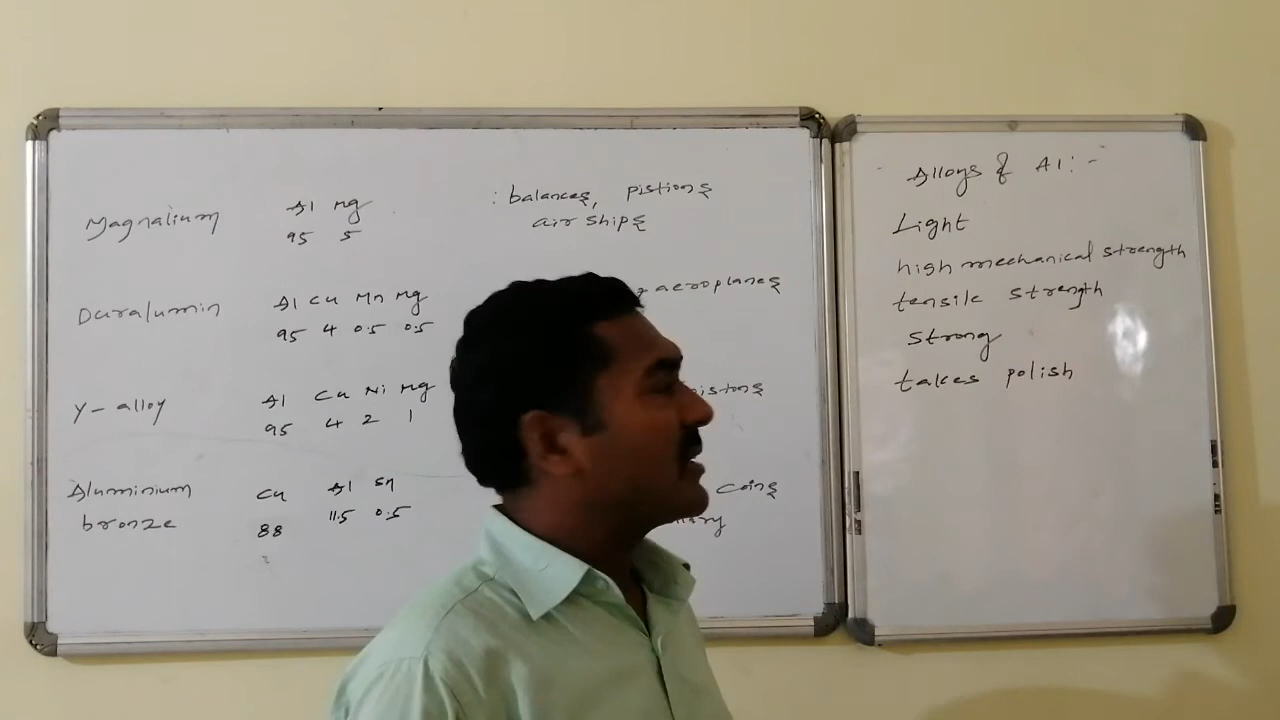 Magnalium Al Mg : balances, pistions
95 5 air ships
Duralumin Al Cu Mn Mg aeroplanes
95 4 0.5 0.5
Y-alloy Al Cu Ni Mg
95 4 2 1
Aluminium Cu Al Sn coins
bronze 88 11.5 0.5
Alloys of Al:-
Light
high mechanical strength
tensile strength
strong
takes polish